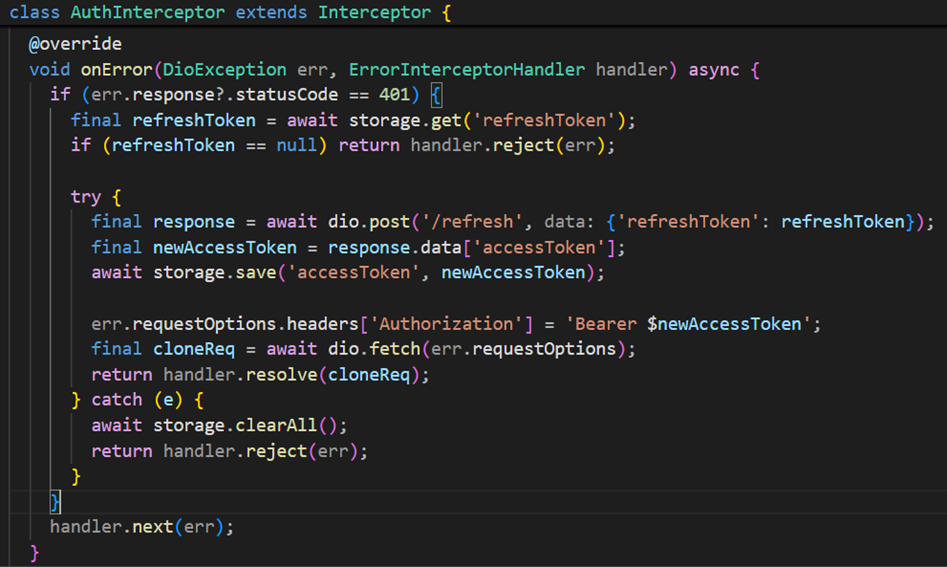 class AuthInterceptor extends Interceptor {
@override
void onError(DioException err, ErrorInterceptorHandler handler) async {
if (err.response?.statusCode == 401) {
final refreshToken = await storage.get('refreshToken');
if (refreshToken == null) return handler.reject(err);
try {
final response = await dio.post('/refresh', data: {'refreshToken': refreshToken});
final newAccessToken = response.data['accessToken'];
await storage.save('accessToken', newAccessToken);
err.requestOptions.headers['Authorization'] = 'Bearer $newAccessToken';
final cloneReq = await dio.fetch(err.requestOptions);
return handler.resolve(cloneReq);
} catch (e) {
await storage.clearAll();
return handler.reject(err);
}
}
handler.next(err);
}